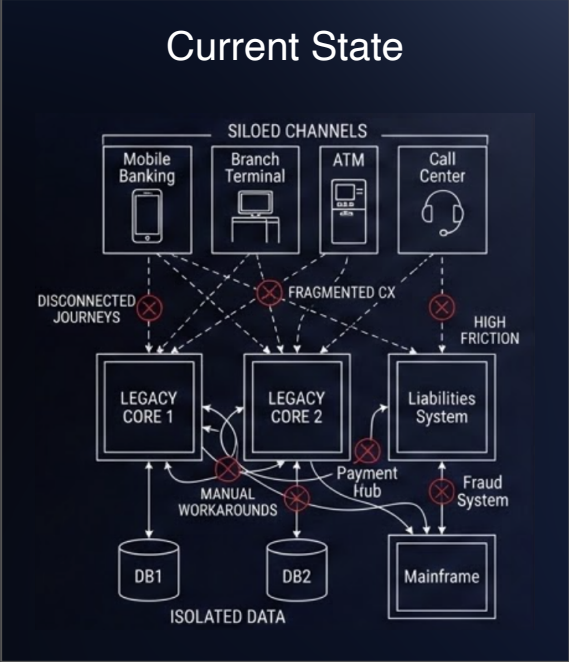 Current State
SILOED CHANNELS
Mobile
Banking
Branch
Terminal
ATM
Call
Center
DISCONNECTED
JOURNEYS
FRAGMENTED CX
HIGH
FRICTION
LEGACY
CORE 1
LEGACY
CORE 2
Liabilities
System
MANUAL
WORKAROUNDS
Payment
Hub
Fraud
System
DB1
DB2
Mainframe
ISOLATED DATA